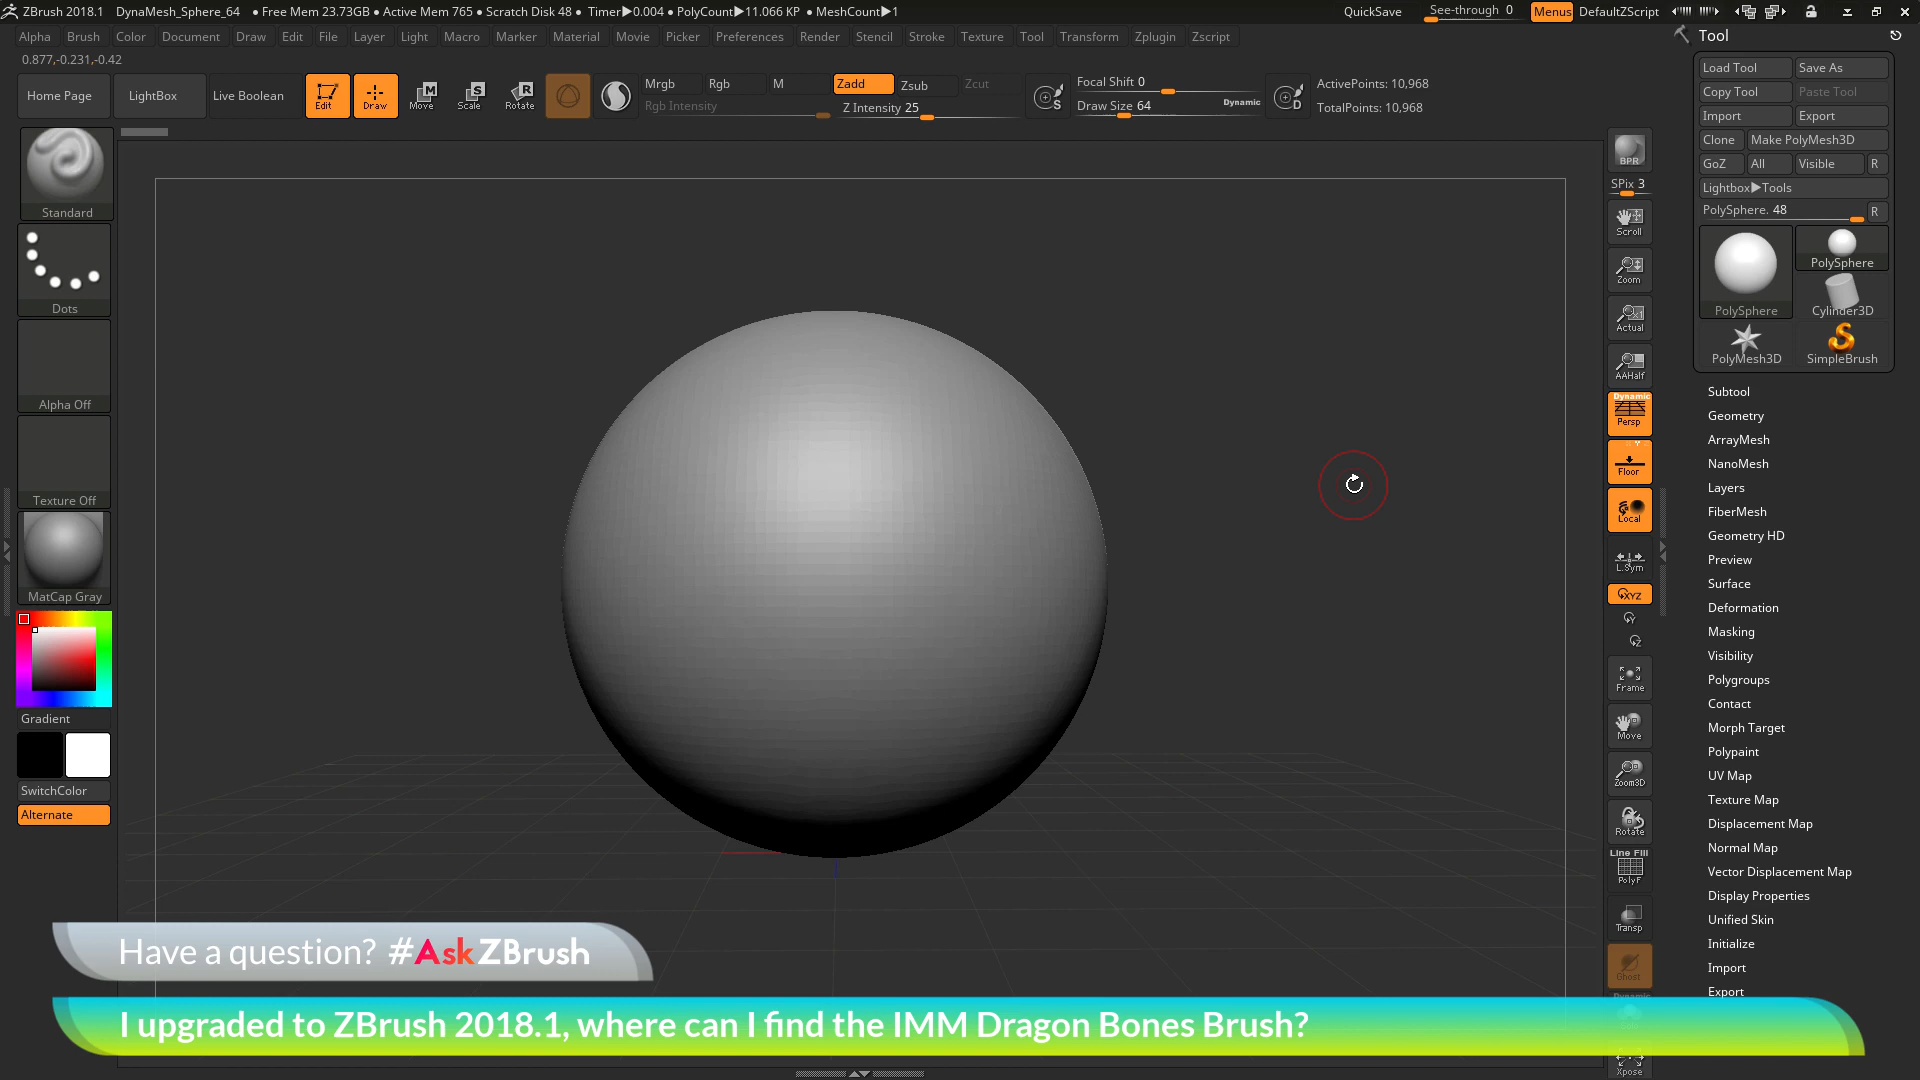 ZBrush 2018.1 DynaMesh_Sphere_64 ● Free Mem 23.73GB ● Active Mem 765 ● Scratch Disk 48 ● Timer▶0.004 ● PolyCount▶11.066 KP ● MeshCount▶1 QuickSave See-through 0 Menus DefaultZScript
Alpha Brush Color Document Draw Edit File Layer Light Macro Marker Material Movie Picker Preferences Render Stencil Stroke Texture Tool Transform Zplugin Zscript
0.877,-0.231,-0.42
Home Page LightBox Live Boolean Edit Draw Move Scale Rotate
Mrgb Rgb M Zadd Zsub Zcut
Rgb Intensity Z Intensity 25
Focal Shift 0
Draw Size 64 Dynamic
ActivePoints: 10,968
TotalPoints: 10,968
Standard
Dots
Alpha Off
Texture Off
MatCap Gray
Gradient
SwitchColor
Alternate
BPR
SPix 3
Scroll
Zoom
Actual
AAHalf
Dynamic
Persp
Floor
Local
L.Sym
XYZ
Y
Z
Frame
Move
Zoom3D
Rotate
Line Fill
PolyF
Transp
Ghost
Xpose
Tool
Load Tool Save As
Copy Tool Paste Tool
Import Export
Clone Make PolyMesh3D
GoZ All Visible R
Lightbox▶Tools
PolySphere. 48 R
PolySphere PolySphere
Cylinder3D
PolyMesh3D SimpleBrush
Subtool
Geometry
ArrayMesh
NanoMesh
Layers
FiberMesh
Geometry HD
Preview
Surface
Deformation
Masking
Visibility
Polygroups
Contact
Morph Target
Polypaint
UV Map
Texture Map
Displacement Map
Normal Map
Vector Displacement Map
Display Properties
Unified Skin
Initialize
Import
Export
Have a question? #AskZBrush
I upgraded to ZBrush 2018.1, where can I find the IMM Dragon Bones Brush?